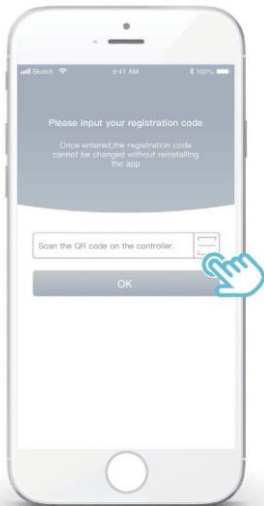 Sketch 9:41 AM 100%
Please input your registration code
Once entered,the registration code
cannot be changed without reinstalling
the app
Scan the QR code on the controller.
OK